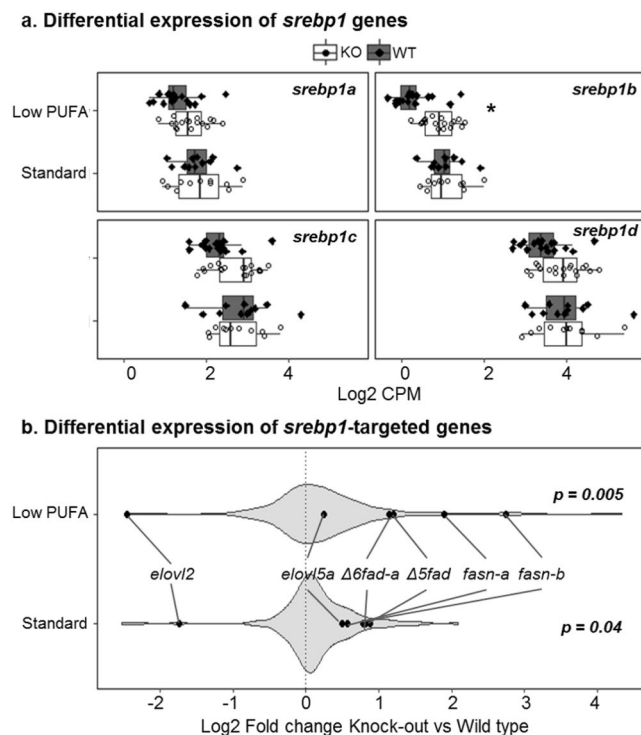 a. Differential expression of srebp1 genes
KO WT
srebp1a
srebp1b
Low PUFA
*
Standard
srebp1c
srebp1d
0 2 4 0 2 4
Log2 CPM
b. Differential expression of srebp1-targeted genes
Low PUFA
p = 0.005
elovl2 elovl5a Δ6fad-a Δ5fad fasn-a fasn-b
Standard
p = 0.04
-2 -1 0 1 2 3 4
Log2 Fold change Knock-out vs Wild type